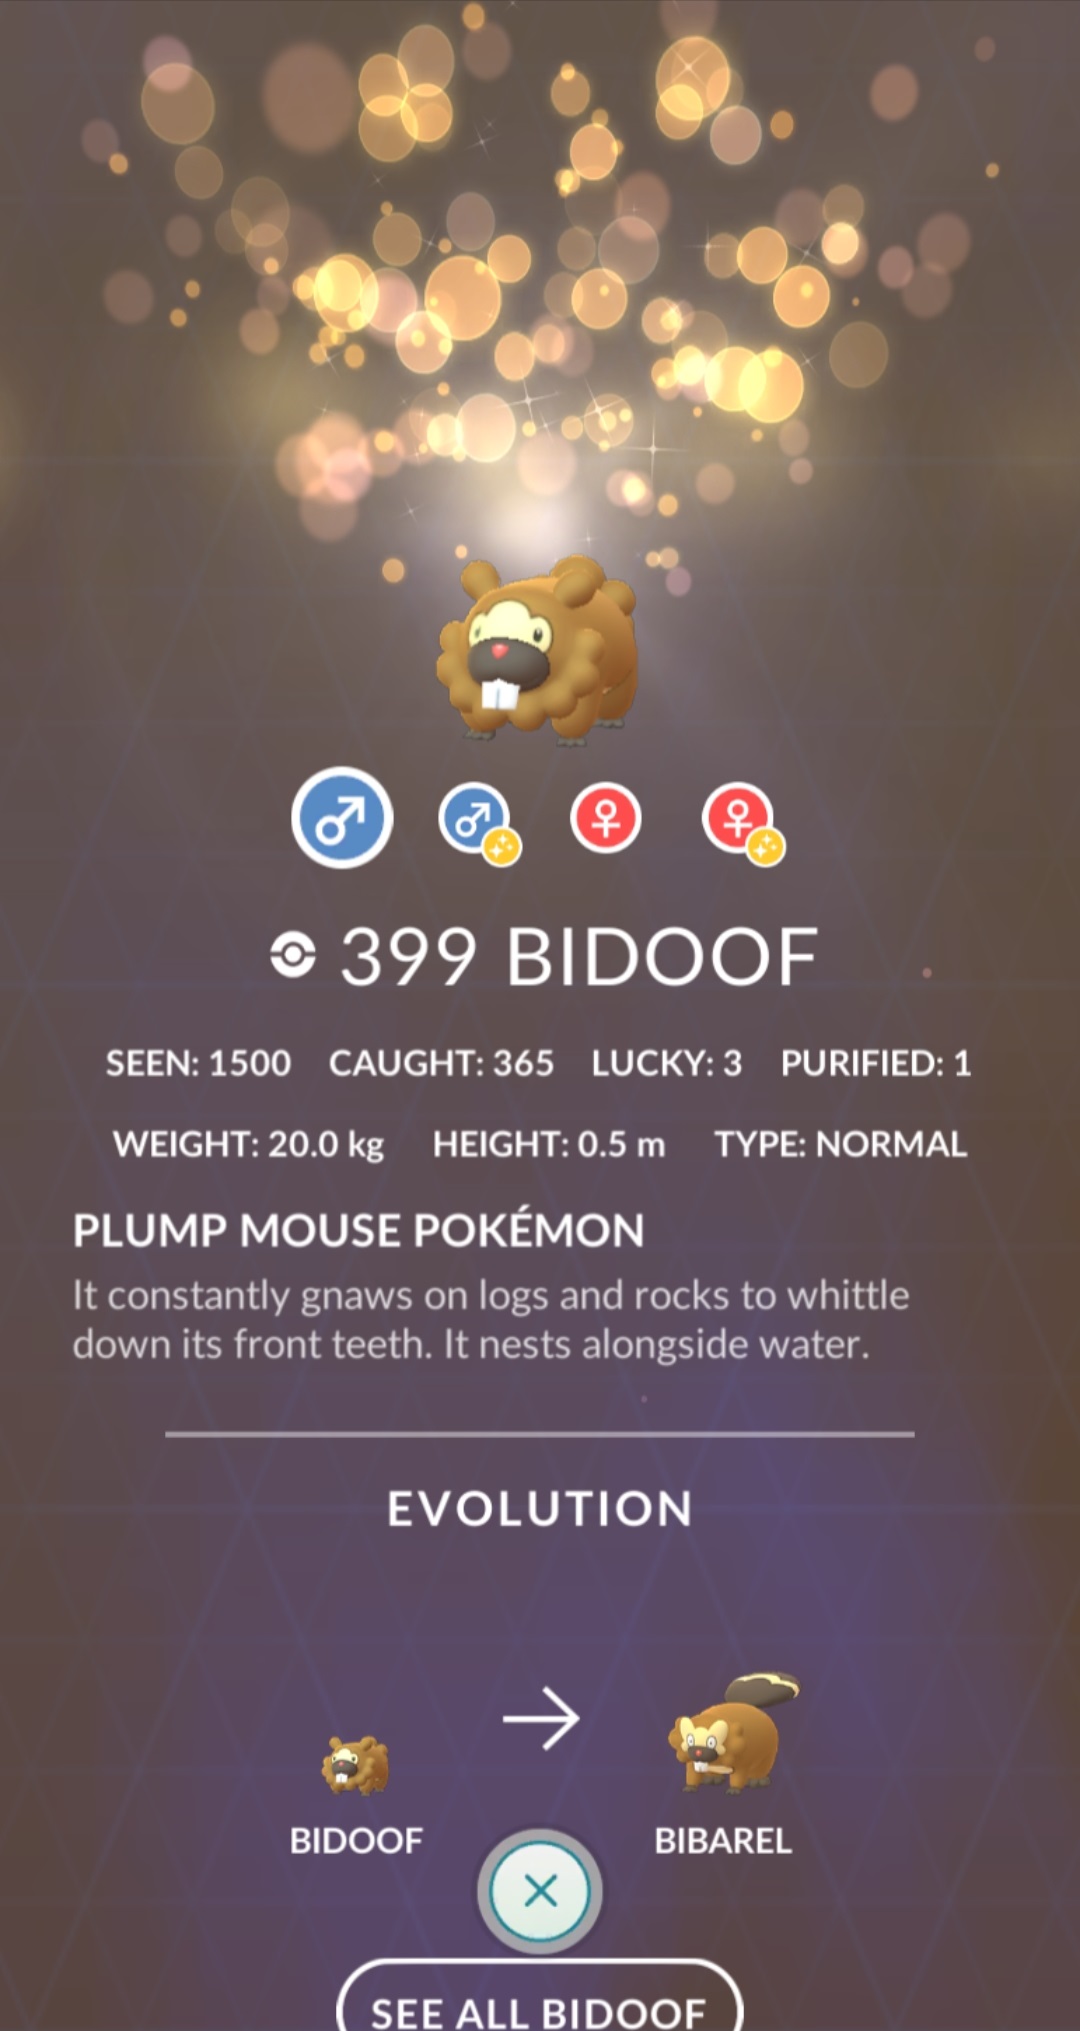 399 BIDOOF
SEEN: 1500 CAUGHT: 365 LUCKY: 3 PURIFIED: 1
WEIGHT: 20.0 kg HEIGHT: 0.5 m TYPE: NORMAL
PLUMP MOUSE POKÉMON
It constantly gnaws on logs and rocks to whittle
down its front teeth. It nests alongside water.
EVOLUTION
BIDOOF BIBAREL
SEE ALL BIDOOF